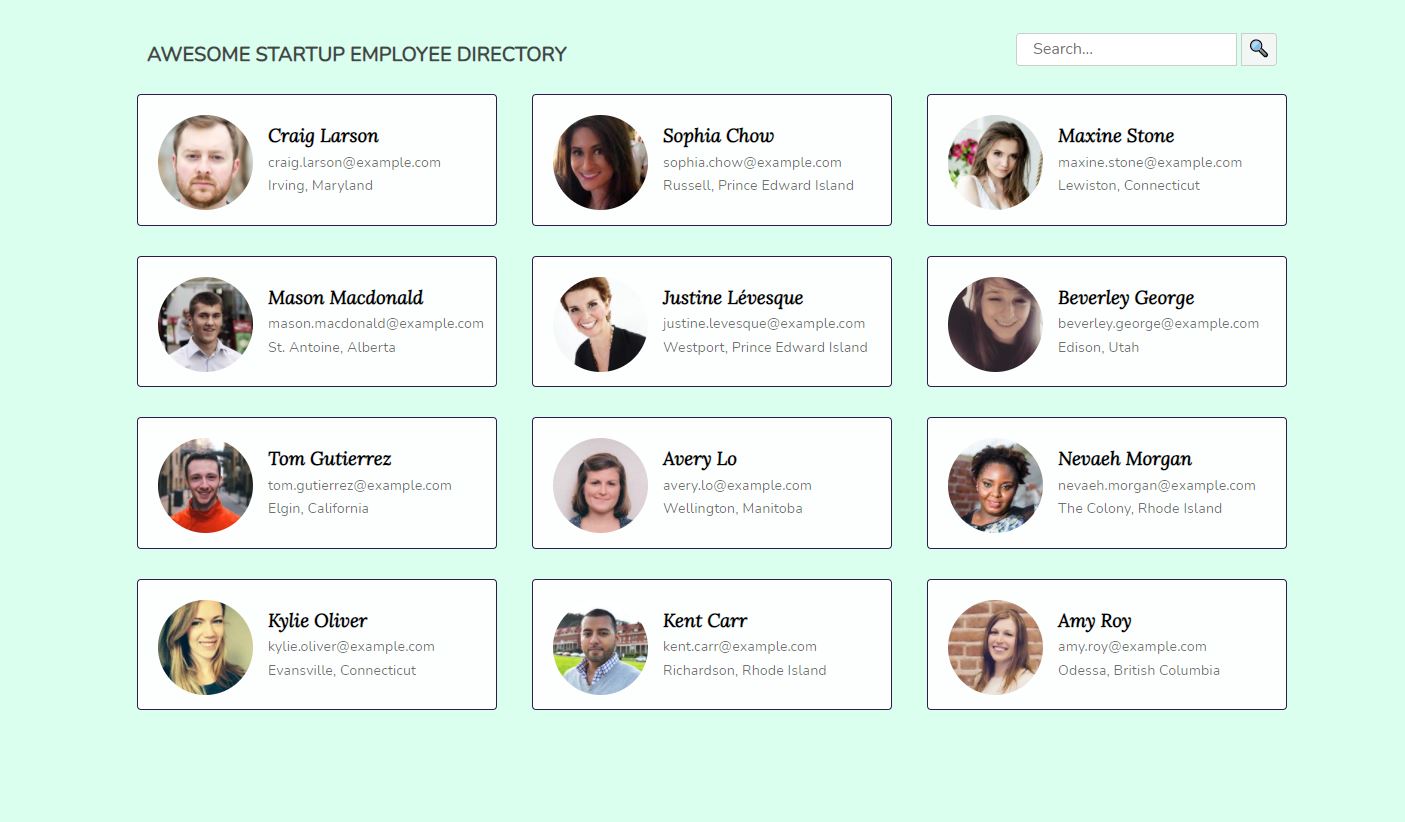 AWESOME STARTUP EMPLOYEE DIRECTORY
Search...
Craig Larson
craig.larson@example.com
Irving, Maryland
Sophia Chow
sophia.chow@example.com
Russell, Prince Edward Island
Maxine Stone
maxine.stone@example.com
Lewiston, Connecticut
Mason Macdonald
mason.macdonald@example.com
St. Antoine, Alberta
Justine Lévesque
justine.levesque@example.com
Westport, Prince Edward Island
Beverley George
beverley.george@example.com
Edison, Utah
Tom Gutierrez
tom.gutierrez@example.com
Elgin, California
Avery Lo
avery.lo@example.com
Wellington, Manitoba
Nevaeh Morgan
nevaeh.morgan@example.com
The Colony, Rhode Island
Kylie Oliver
kylie.oliver@example.com
Evansville, Connecticut
Kent Carr
kent.carr@example.com
Richardson, Rhode Island
Amy Roy
amy.roy@example.com
Odessa, British Columbia